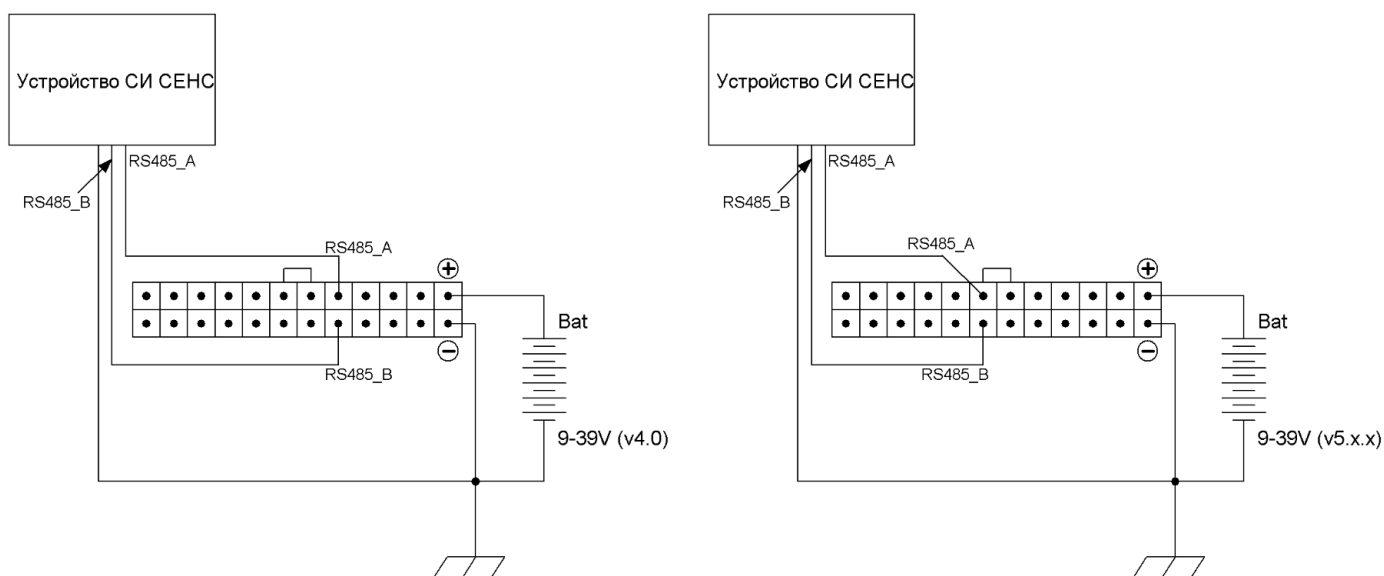 Устройство СИ СЕНС
RS485_A
RS485_B
RS485_A
Bat
RS485_B
9-39V (v4.0)
Устройство СИ СЕНС
RS485_A
RS485_B
RS485_A
Bat
RS485_B
9-39V (v5.x.x)